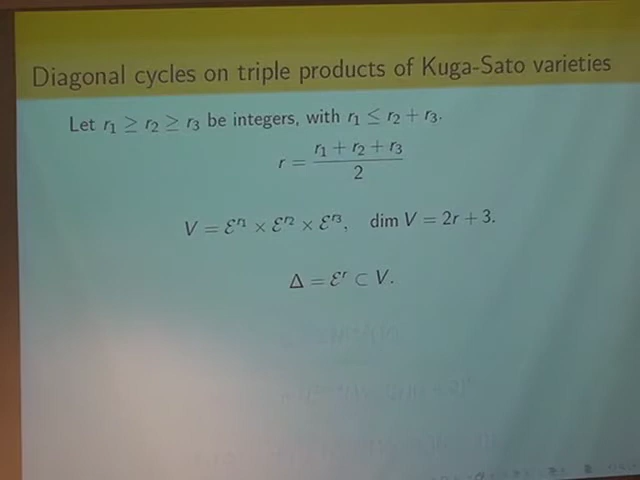 Diagonal cycles on triple products of Kuga-Sato varieties
Let r₁ ≥ r₂ ≥ r₃ be integers, with r₁ ≤ r₂ + r₃.
r = (r₁ + r₂ + r₃) / 2
V = ℰ^{r₁} × ℰ^{r₂} × ℰ^{r₃}, dim V = 2r + 3.
Δ = ℰ^r ⊂ V.